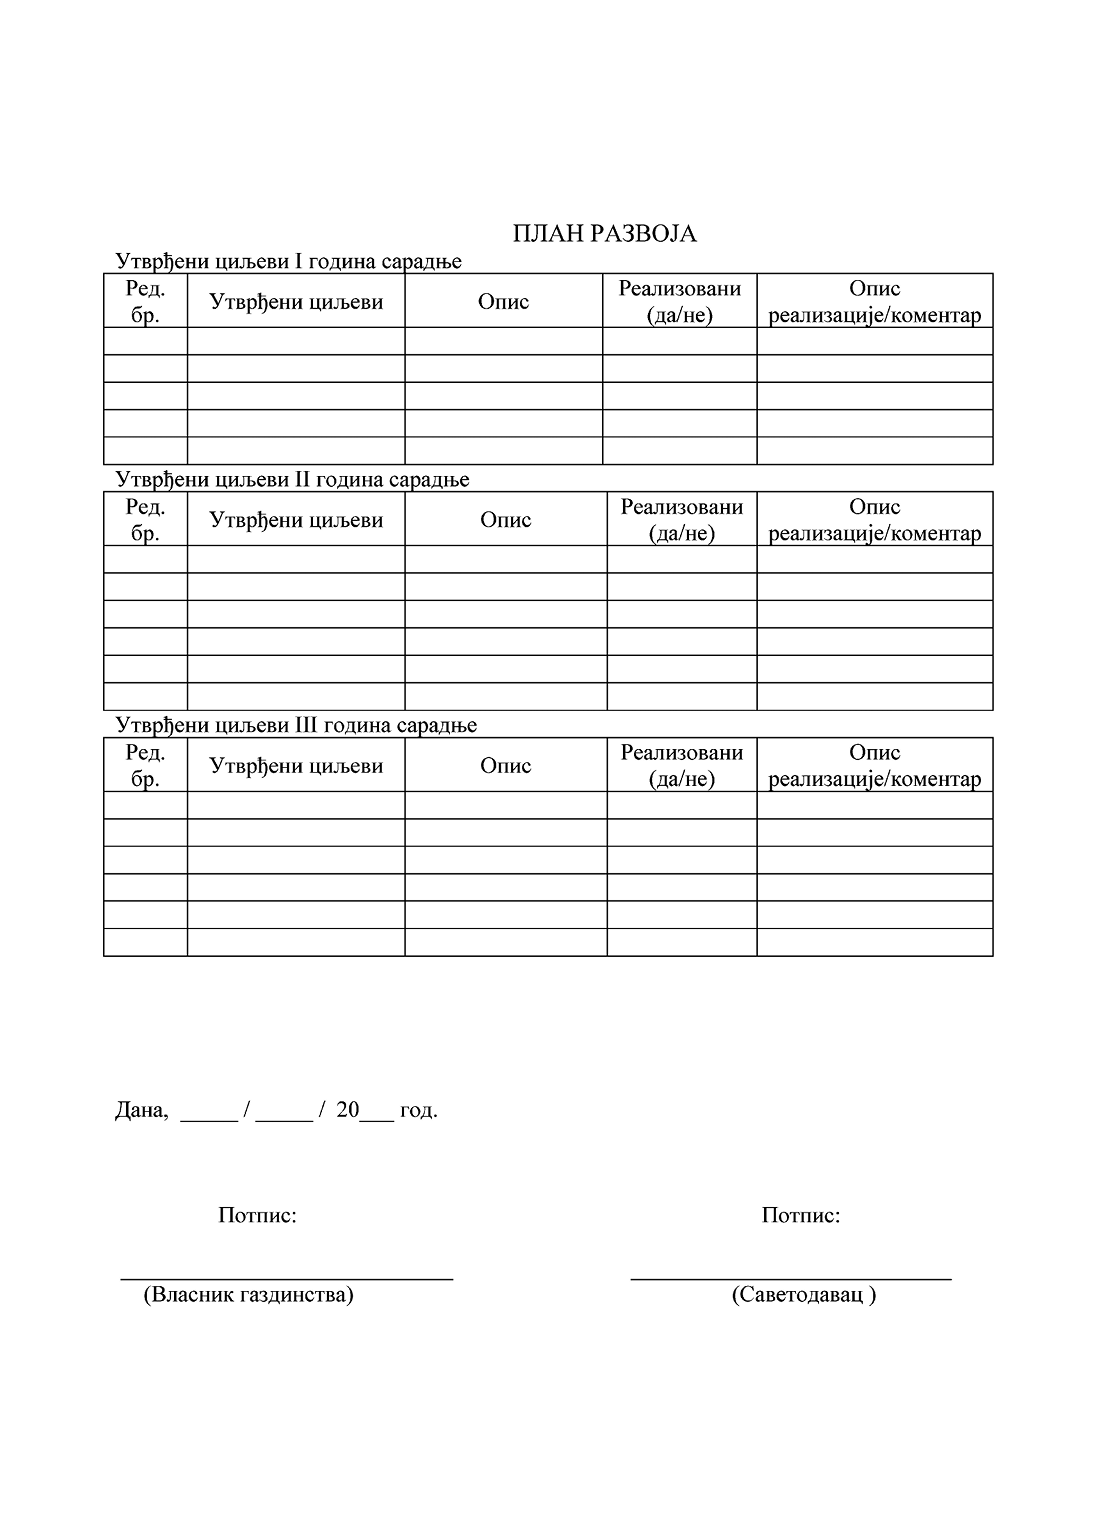 ПЛАН РАЗВОЈА
Утврђени циљеви I година сарадње
Ред. бр. Утврђени циљеви Опис Реализовани (да/не) Опис реализације/коментар
Утврђени циљеви II година сарадње
Ред. бр. Утврђени циљеви Опис Реализовани (да/не) Опис реализације/коментар
Утврђени циљеви III година сарадње
Ред. бр. Утврђени циљеви Опис Реализовани (да/не) Опис реализације/коментар
Дана, _____ / _____ / 20___ год.
Потпис: Потпис:
(Власник газдинства) (Саветодавац )